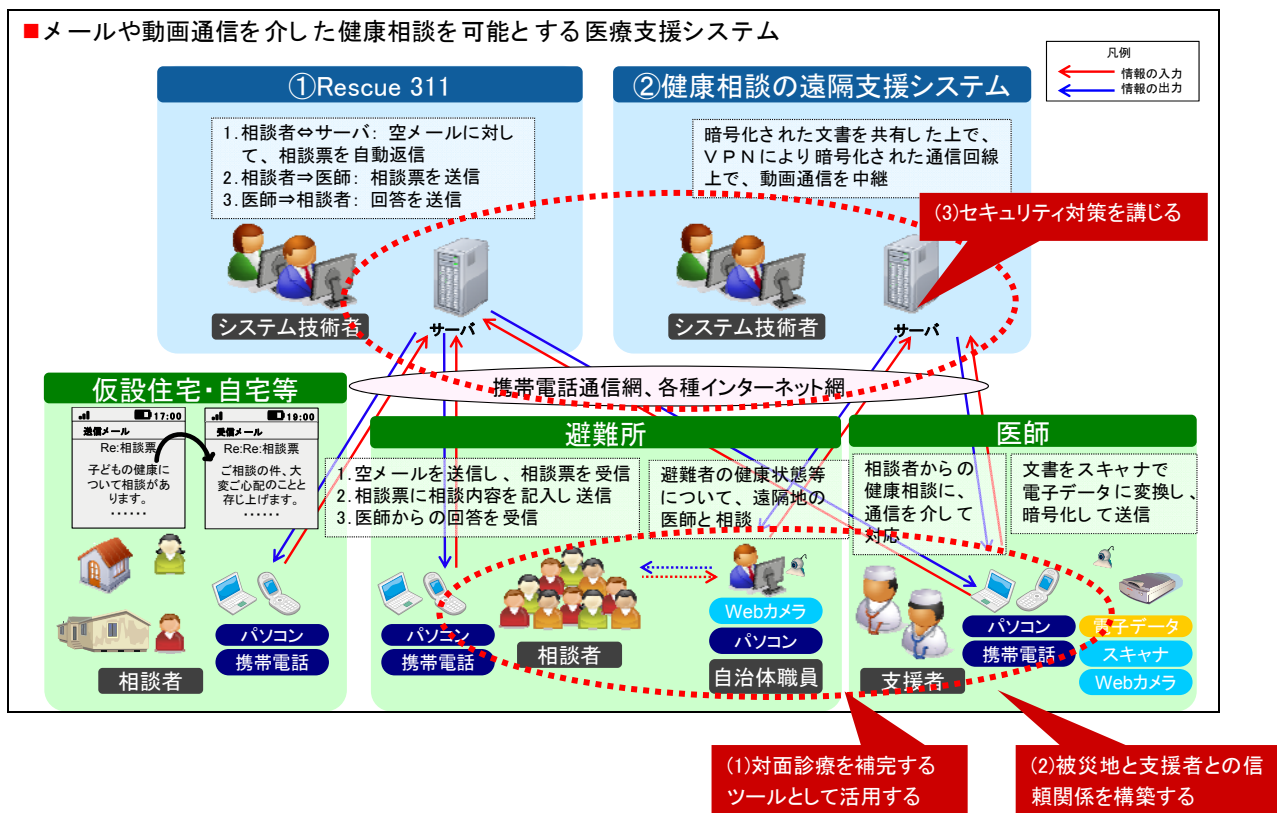 ■メールや動画通信を介した健康相談を可能とする医療支援システム
凡例
情報の入力
情報の出力
①Rescue 311
1.相談者⇔サーバ: 空メールに対し
て、相談票を自動返信
2.相談者⇒医師: 相談票を送信
3.医師⇒相談者: 回答を送信
システム技術者
サーバ
②健康相談の遠隔支援システム
暗号化された文書を共有した上で、
VPNにより暗号化された通信回線
上で、動画通信を中継
(3)セキュリティ対策を講じる
システム技術者
サーバ
携帯電話通信網、各種インターネット網
仮設住宅・自宅等
17:00
送信メール
Re:相談票
子どもの健康に
ついて相談があ
ります。
・・・・・・
19:00
受信メール
Re:Re:相談票
ご相談の件、大
変ご心配のことと
存じ上げます。
・・・・・・
パソコン
携帯電話
相談者
避難所
1.空メールを送信し、相談票を受信
2.相談票に相談内容を記入し送信
3.医師からの回答を受信
避難者の健康状態等
について、遠隔地の
医師と相談
パソコン
携帯電話
相談者
Webカメラ
パソコン
自治体職員
医師
相談者からの
健康相談に、
通信を介して
対応
文書をスキャナで
電子データに変換し、
暗号化して送信
支援者
パソコン
携帯電話
電子データ
スキャナ
Webカメラ
(1)対面診療を補完する
ツールとして活用する
(2)被災地と支援者との信
頼関係を構築する